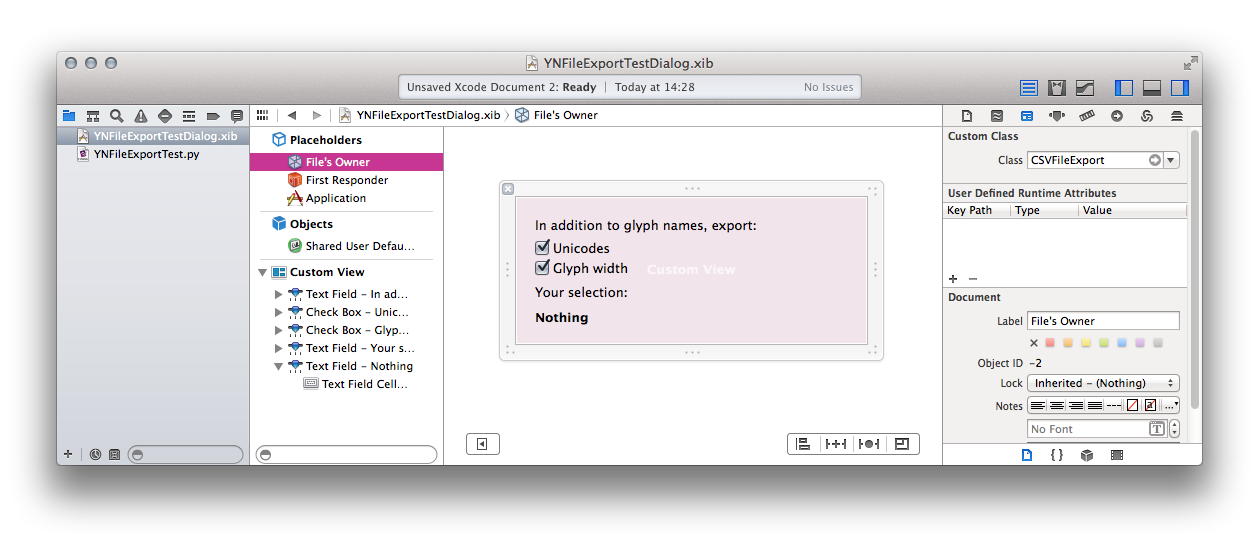 YNFileExportTestDialog.xib
Unsaved Xcode Document 2: Ready | Today at 14:28 No Issues
YNFileExportTestDialog.xib
YNFileExportTest.py
YNFileExportTestDialog.xib File's Owner
Placeholders
File's Owner
First Responder
Application
Objects
Shared User Defau...
Custom View
Text Field – In ad...
Check Box – Unic...
Check Box – Glyp...
Text Field – Your s...
Text Field – Nothing
Text Field Cell...
In addition to glyph names, export:
Unicodes
Glyph width
Custom View
Your selection:
Nothing
Custom Class
Class CSVFileExport
User Defined Runtime Attributes
Key Path Type Value
+ −
Document
Label File's Owner
Object ID -2
Lock Inherited – (Nothing)
Notes
No Font